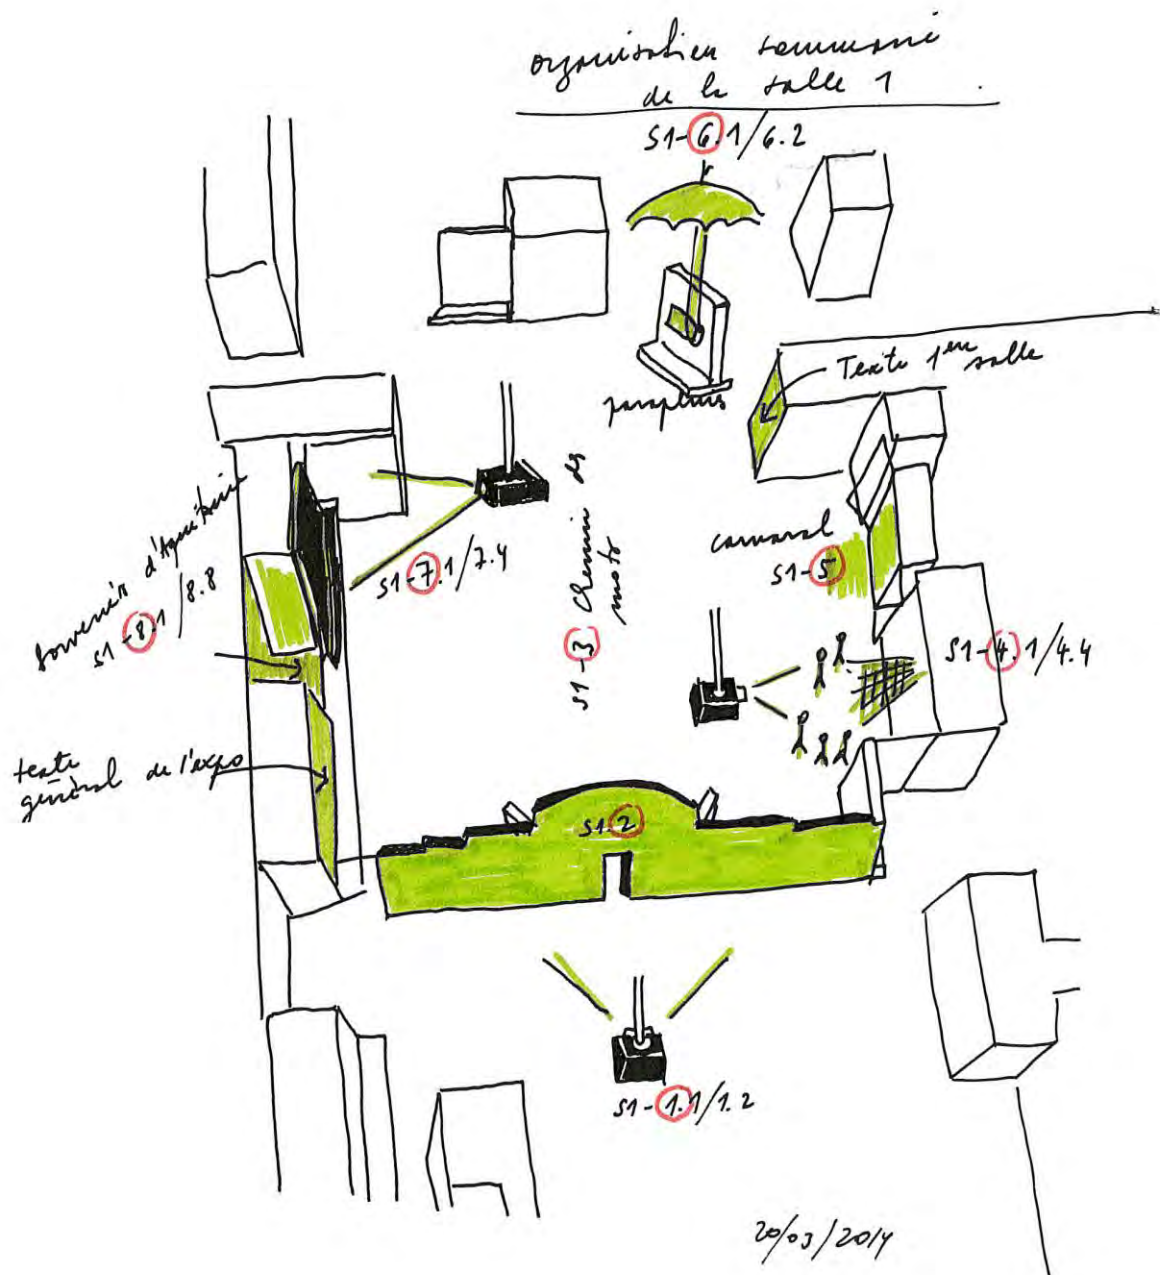 organisation sommaire
de la salle 1
S1-6.1/6.2
parapluies
Texte 1ère
salle
S1-7.1/7.4
S1-3 Chemin des
mots
carnaval
S1-5
S1-4.1/4.4
souvenirs d'Aquitaine
S1-8.1/8.8
texte
général de l'expo
S1-2
S1-1.1/1.2
20/03/2014